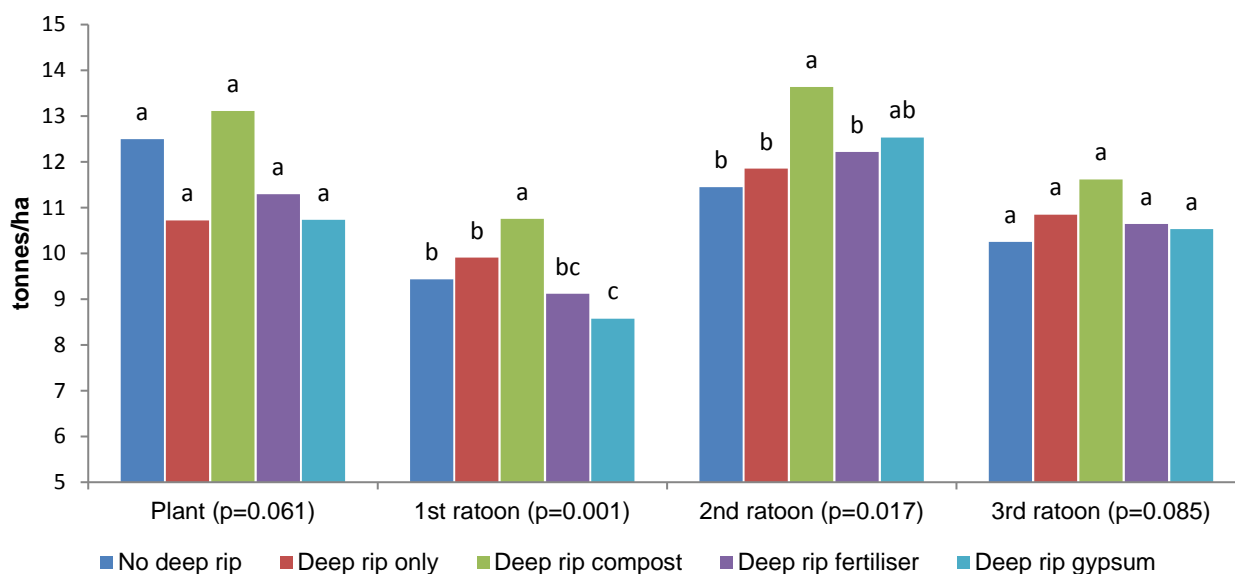 15
14
13
12
11
10
9
8
7
6
5
tonnes/ha
a a a a a
b b a bc c
b b a b ab
a a a a a
Plant (p=0.061) 1st ratoon (p=0.001) 2nd ratoon (p=0.017) 3rd ratoon (p=0.085)
No deep rip Deep rip only Deep rip compost Deep rip fertiliser Deep rip gypsum